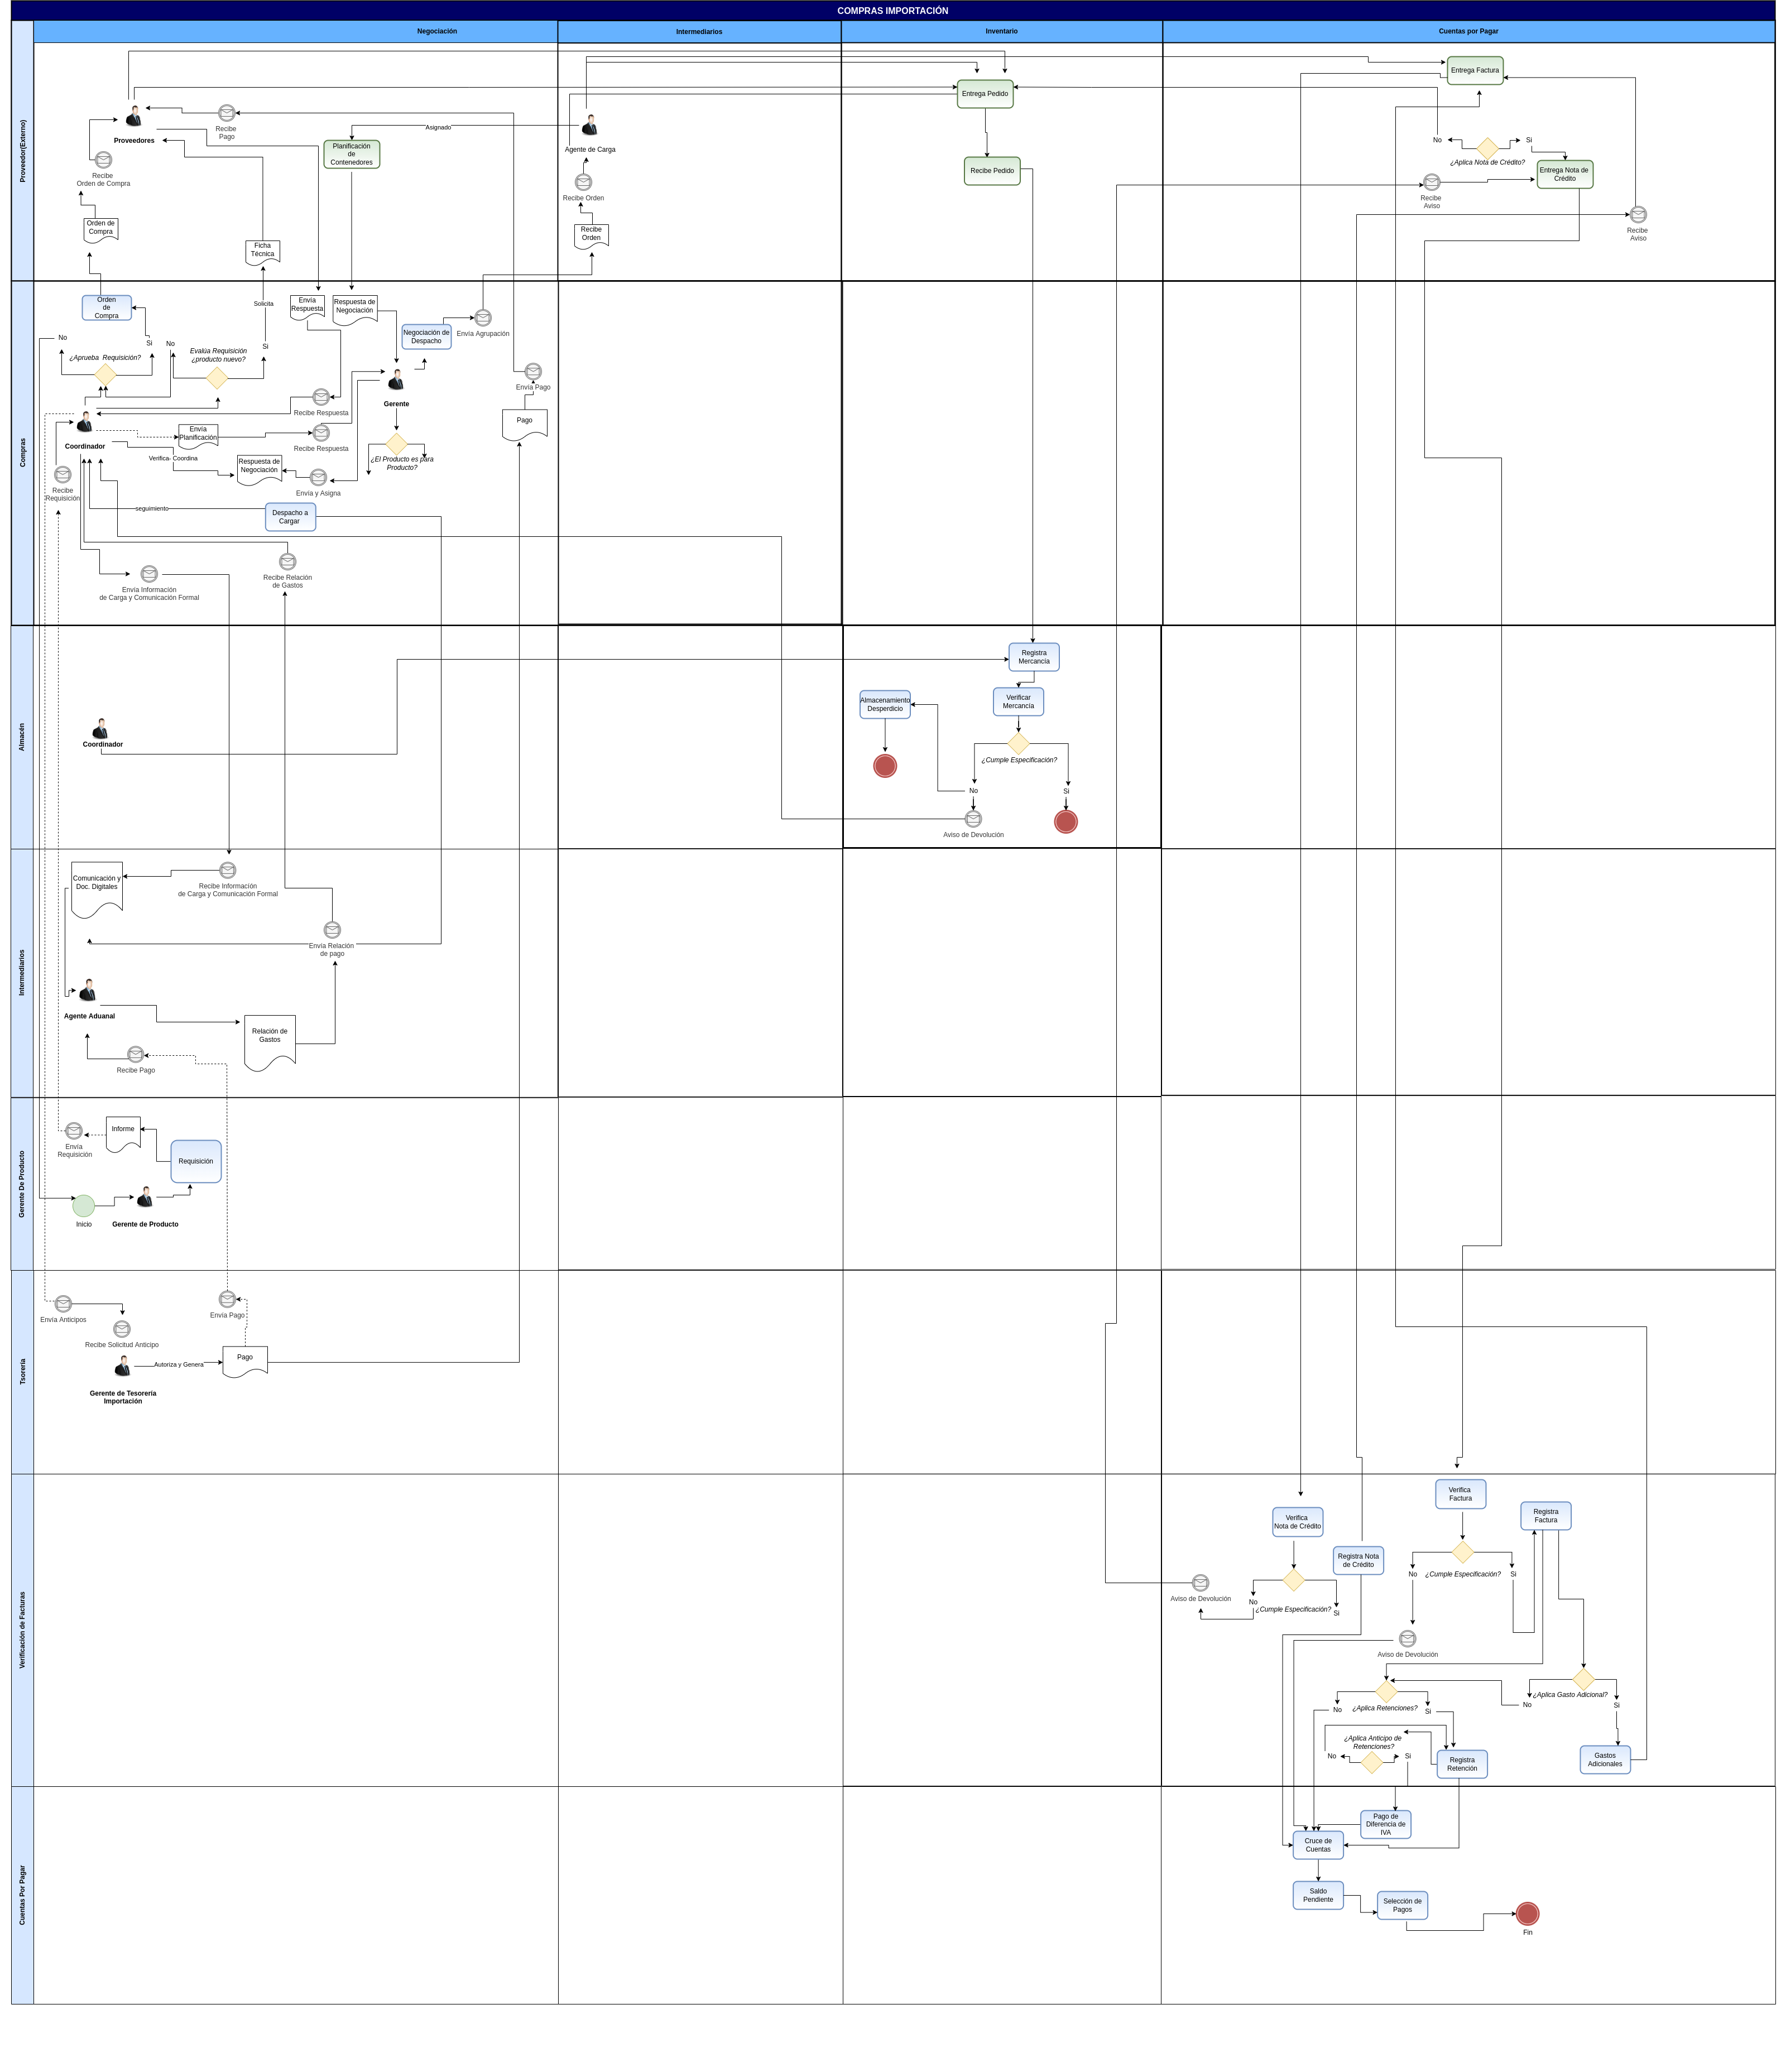 COMPRAS IMPORTACIÓN
Negociación
Intermediarios
Inventario
Cuentas por Pagar
Proveedor(Externo)
Proveedores
Recibe
Pago
Recibe
Orden de Compra
Orden de
Compra
Ficha
Técnica
Planificación
de
Contenedores
Asignado
Agente de Carga
Recibe Orden
Recibe
Orden
Entrega Pedido
Recibe Pedido
Entrega Factura
No
Si
¿Aplica Nota de Crédito?
Entrega Nota de
Crédito
Recibe
Aviso
Recibe
Aviso
Compras
Orden
de
Compra
No
Si
¿Aprueba Requisición?
No
Evalúa Requisición
¿producto nuevo?
Si
Solicita
Envía
Respuesta
Respuesta de
Negociación
Negociación de
Despacho
Envía Agrupación
Envía Pago
Pago
Gerente
Recibe Respuesta
Coordinador
Envía
Planificación
Recibe Respuesta
¿El Producto es para
Producto?
Verifica- Coordina
Respuesta de
Negociación
Envía y Asigna
Recibe
Requisición
seguimiento
Despacho a
Cargar
Recibe Relación
de Gastos
Envía Información
de Carga y Comunicación Formal
Almacén
Coordinador
Registra
Mercancía
Verificar
Mercancía
Almacenamiento
Desperdicio
¿Cumple Especificación?
No
Si
Aviso de Devolución
Intermediarios
Comunicación y
Doc. Digitales
Recibe Información
de Carga y Comunicación Formal
Envía Relación
de pago
Agente Aduanal
Relación de
Gastos
Recibe Pago
Gerente De Producto
Envía
Requisición
Informe
Requisición
Inicio
Gerente de Producto
Tsorería
Envía Anticipos
Recibe Solicitud Anticipo
Envía Pago
Autoriza y Genera
Pago
Gerente de Tesorería
Importación
Verificación de Facturas
Verifica
Nota de Crédito
Registra Nota
de Crédito
Verifica
Factura
Registra
Factura
Aviso de Devolución
No
¿Cumple Especificación?
Si
No
¿Cumple Especificación?
Si
Aviso de Devolución
No
¿Aplica Retenciones?
Si
No
¿Aplica Gasto Adicional?
Si
¿Aplica Anticipo de
Retenciones?
No
Si
Registra
Retención
Gastos
Adicionales
Cuentas Por Pagar
Pago de
Diferencia de
IVA
Cruce de
Cuentas
Saldo
Pendiente
Selección de
Pagos
Fin